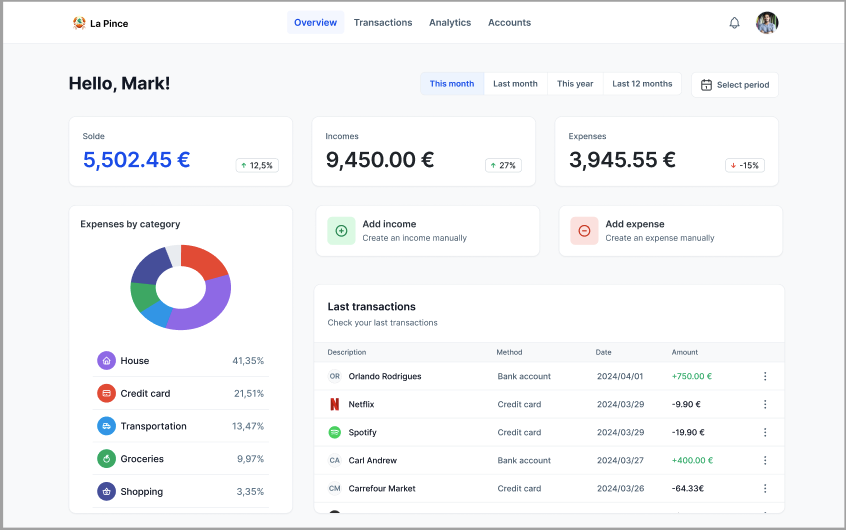 La Pince
Overview Transactions Analytics Accounts
Hello, Mark!
This month Last month This year Last 12 months Select period
Solde
5,502.45 €
12,5%
Incomes
9,450.00 €
27%
Expenses
3,945.55 €
-15%
Expenses by category
House 41,35%
Credit card 21,51%
Transportation 13,47%
Groceries 9,97%
Shopping 3,35%
Add income
Create an income manually
Add expense
Create an expense manually
Last transactions
Check your last transactions
Description Method Date Amount
OR Orlando Rodrigues Bank account 2024/04/01 +750.00 €
Netflix Credit card 2024/03/29 -9.90 €
Spotify Credit card 2024/03/29 -19.90 €
CA Carl Andrew Bank account 2024/03/27 +400.00 €
CM Carrefour Market Credit card 2024/03/26 -64.33€